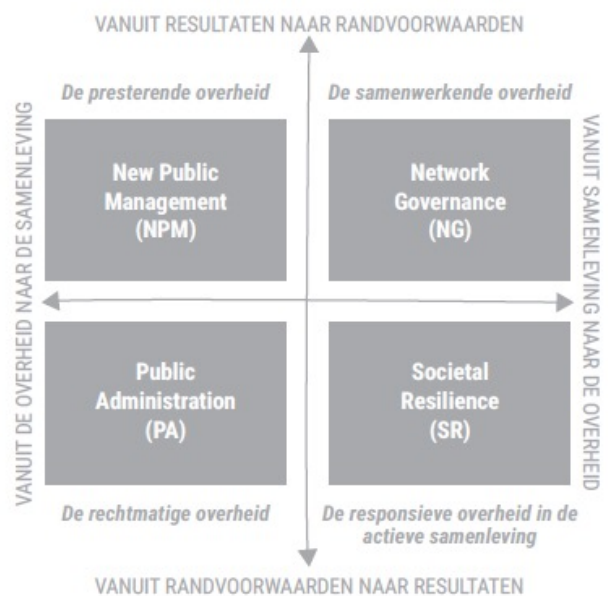 VANUIT RESULTATEN NAAR RANDVOORWAARDEN
De presterende overheid
De samenwerkende overheid
VANUIT DE OVERHEID NAAR DE SAMENLEVING
New Public
Management
(NPM)
Network
Governance
(NG)
VANUIT SAMENLEVING NAAR DE OVERHEID
Public
Administration
(PA)
Societal
Resilience
(SR)
De rechtmatige overheid
De responsieve overheid in de
actieve samenleving
VANUIT RANDVOORWAARDEN NAAR RESULTATEN